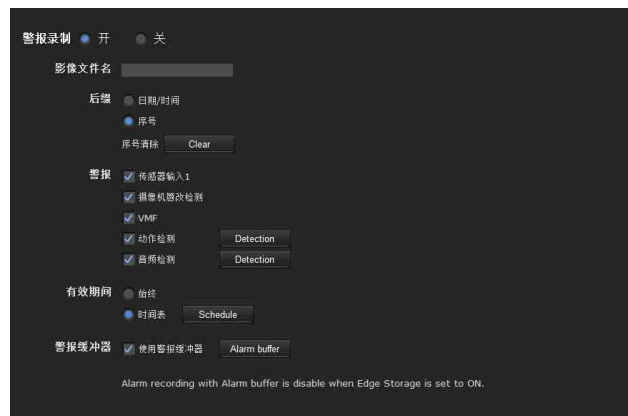 警报录制 开 关
影像文件名
后缀 日期/时间
序号
序号清除 Clear
警报 传感器输入1
摄像机篡改检测
VMF
动作检测 Detection
音频检测 Detection
有效期间 始终
时间表 Schedule
警报缓冲器 使用警报缓冲器 Alarm buffer
Alarm recording with Alarm buffer is disable when Edge Storage is set to ON.